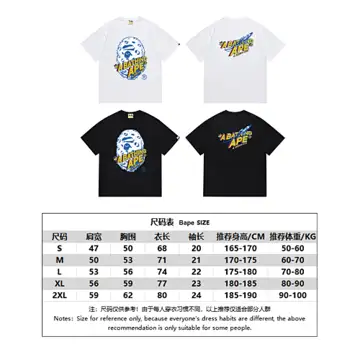 "A BATHING
APE"
"A BATHING
APE"
"A BATHING
APE"
"A BATHING
APE"
尺码表 Bape SIZE
尺码 肩宽 胸围 衣长 袖长 推荐身高/CM 推荐体重/KG
S 47 50 68 20 165-170 50-60
M 50 53 71 21 170-175 60-70
L 53 56 74 22 175-180 70-80
XL 56 59 77 23 180-185 80-90
2XL 59 62 80 24 185-190 90-100
注：尺码仅供参考！由于每人穿衣习惯不同，以上推荐仅适合部分人群
Notes: Size for reference only, because everyone's dress habits are different, the above
recommendation is only suitable for some people.